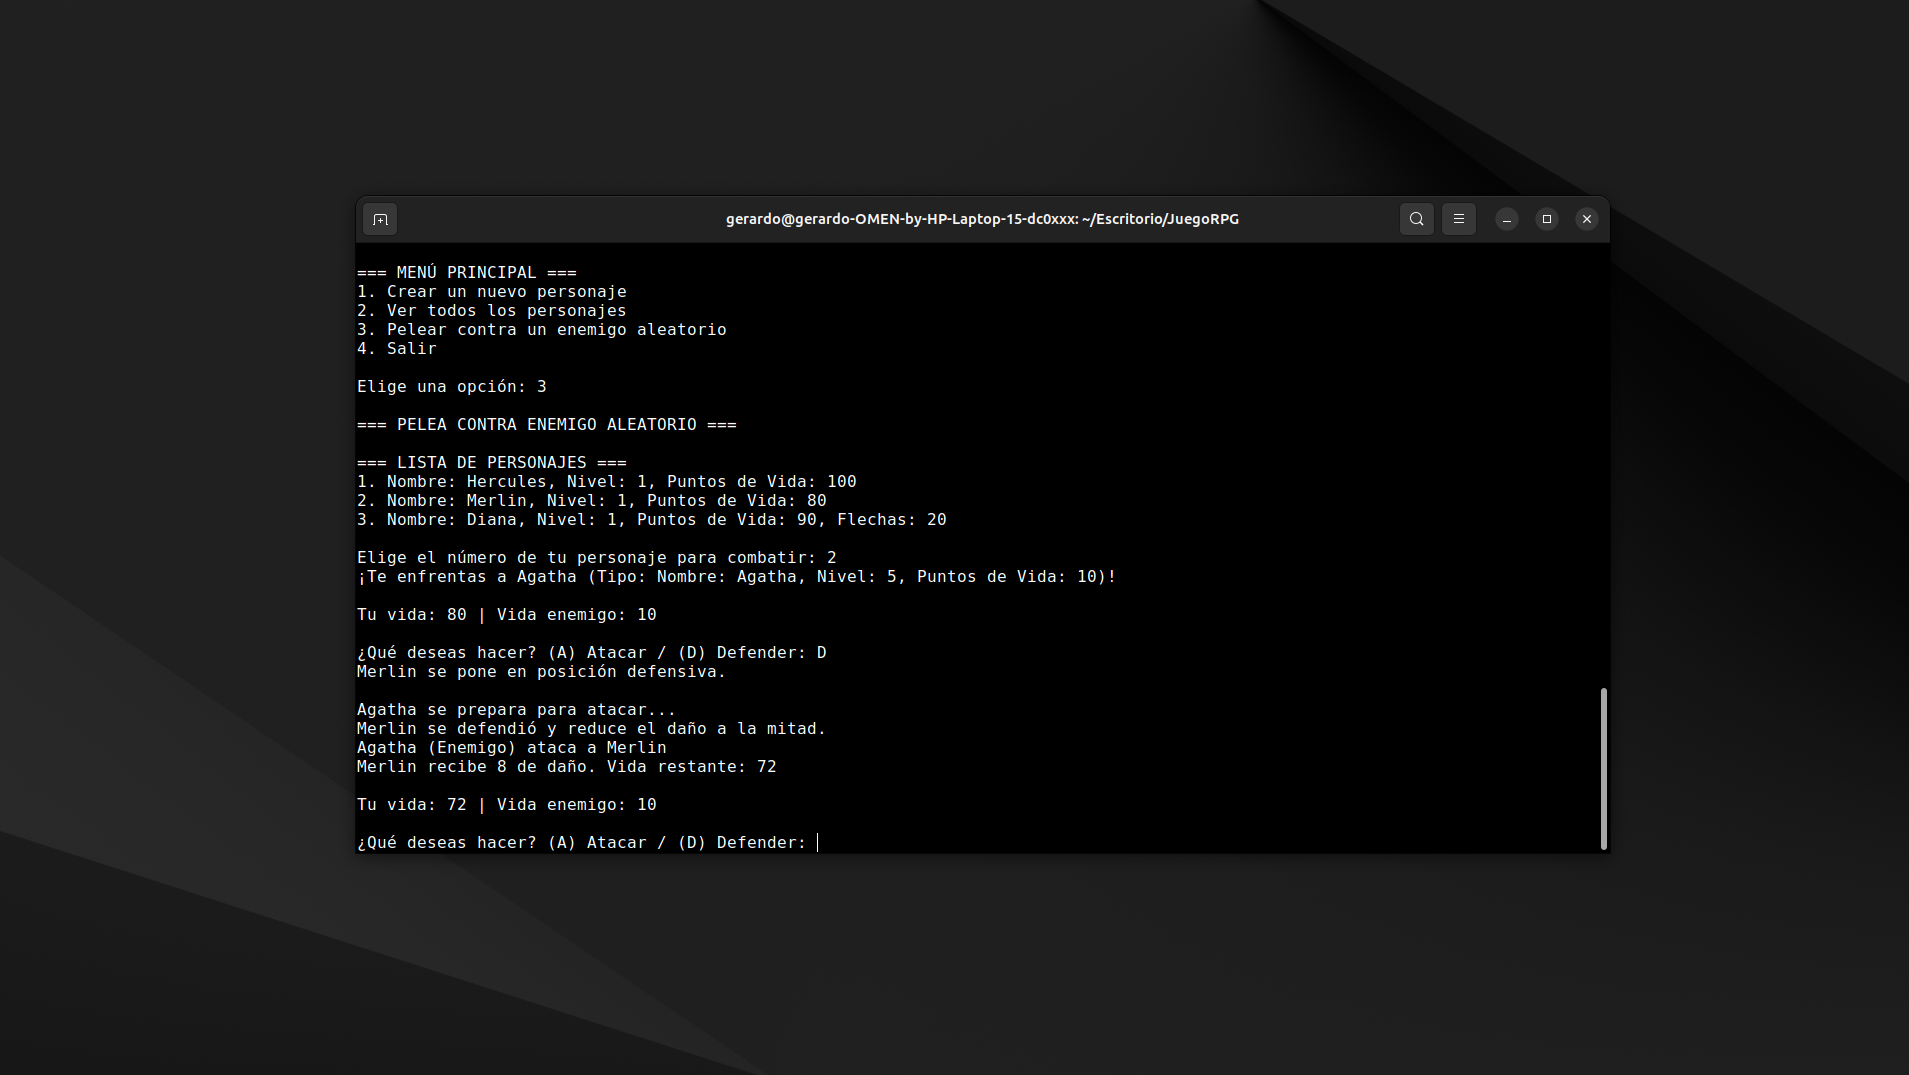 gerardo@gerardo-OMEN-by-HP-Laptop-15-dc0xxx: ~/Escritorio/JuegoRPG
=== MENÚ PRINCIPAL ===
1. Crear un nuevo personaje
2. Ver todos los personajes
3. Pelear contra un enemigo aleatorio
4. Salir
Elige una opción: 3
=== PELEA CONTRA ENEMIGO ALEATORIO ===
=== LISTA DE PERSONAJES ===
1. Nombre: Hercules, Nivel: 1, Puntos de Vida: 100
2. Nombre: Merlin, Nivel: 1, Puntos de Vida: 80
3. Nombre: Diana, Nivel: 1, Puntos de Vida: 90, Flechas: 20
Elige el número de tu personaje para combatir: 2
¡Te enfrentas a Agatha (Tipo: Nombre: Agatha, Nivel: 5, Puntos de Vida: 10)!
Tu vida: 80 | Vida enemigo: 10
¿Qué deseas hacer? (A) Atacar / (D) Defender: D
Merlin se pone en posición defensiva.
Agatha se prepara para atacar...
Merlin se defendió y reduce el daño a la mitad.
Agatha (Enemigo) ataca a Merlin
Merlin recibe 8 de daño. Vida restante: 72
Tu vida: 72 | Vida enemigo: 10
¿Qué deseas hacer? (A) Atacar / (D) Defender: